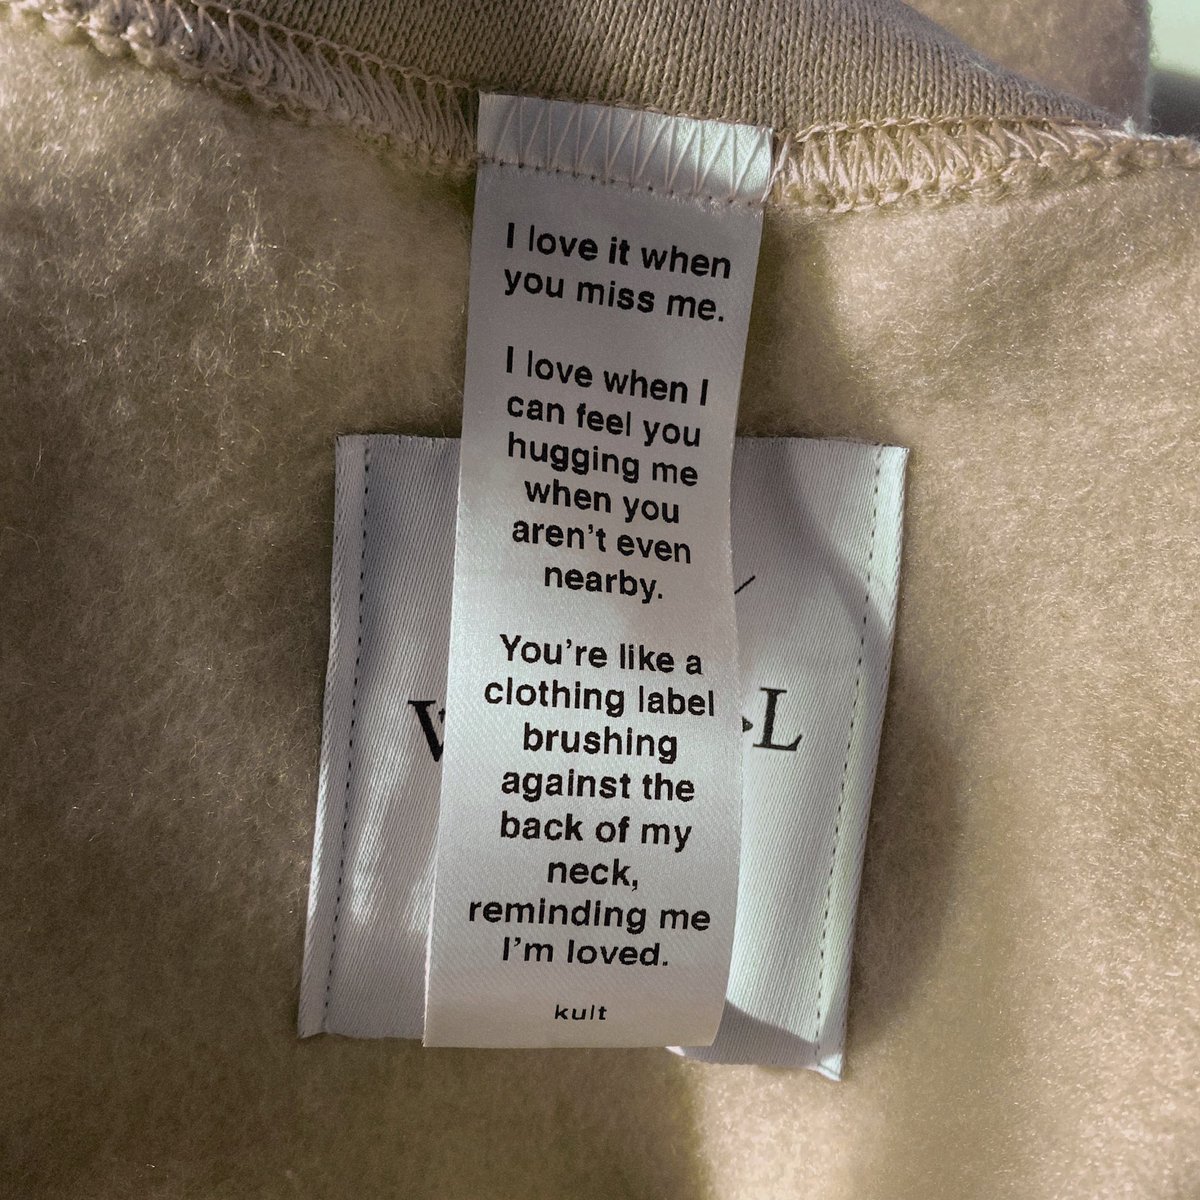 I love it when
you miss me.
I love when I
can feel you
hugging me
when you
aren't even
nearby.
You're like a
clothing label
brushing
against the
back of my
neck,
reminding me
I'm loved.
kult